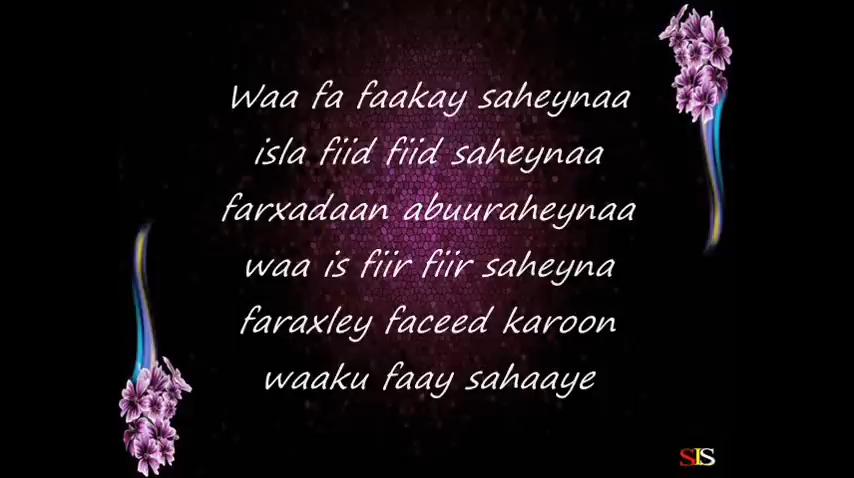 Waa fa faakay saheynaa
isla fiid fiid saheynaa
farxadaan abuuraheynaa
waa is fiir fiir saheyna
faraxley faceed karoon
waaku faay sahaaye
SIS